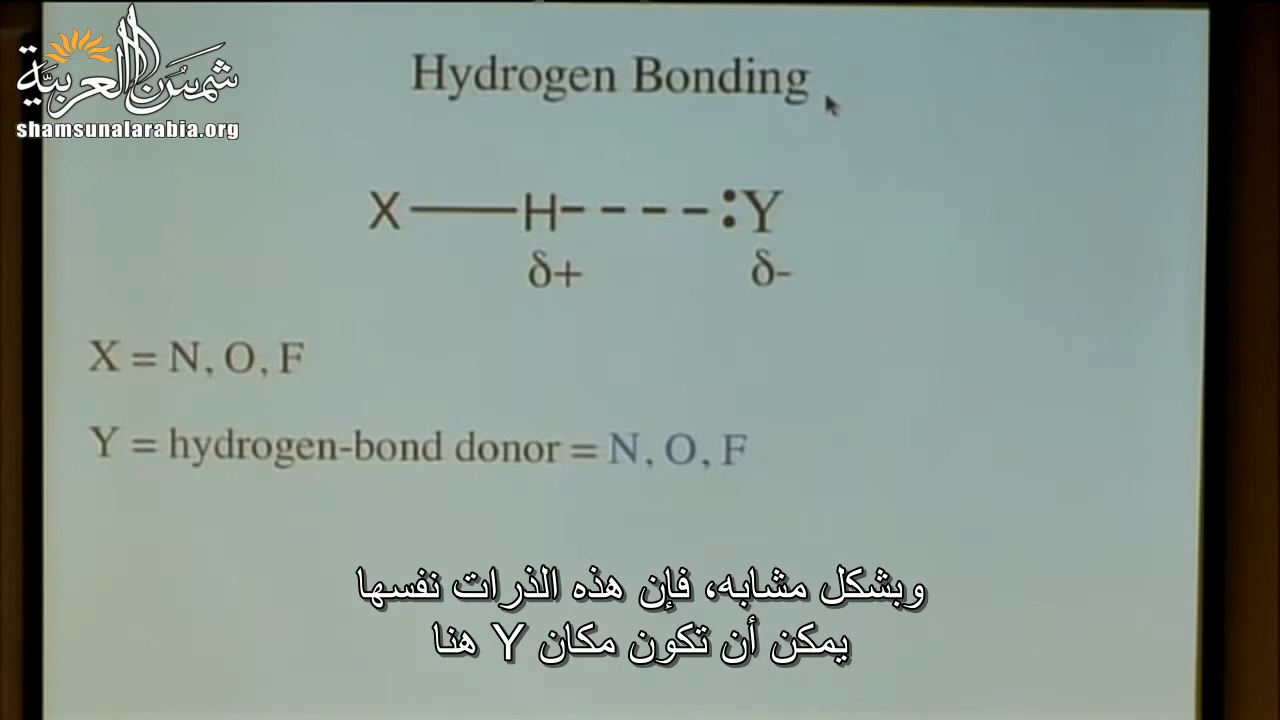 شمس العربية
shamsunalarabia.org
Hydrogen Bonding
X—H----:Y
δ+ δ-
X = N, O, F
Y = hydrogen-bond donor = N, O, F
وبشكل مشابه، فإن هذه الذرات نفسها
يمكن أن تكون مكان Y هنا